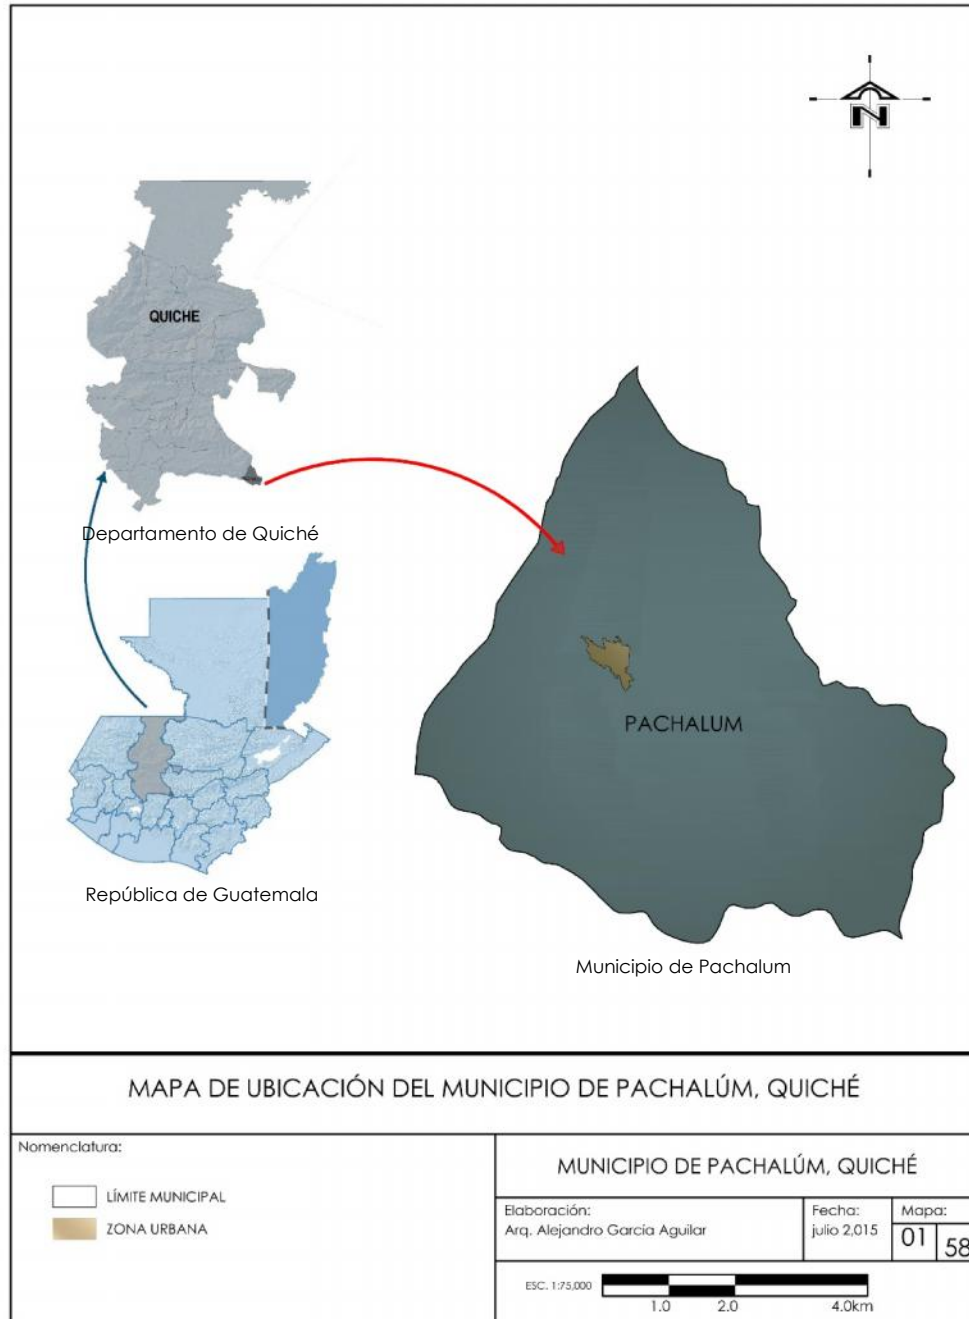 N
QUICHE
Departamento de Quiché
República de Guatemala
PACHALUM
Municipio de Pachalum
MAPA DE UBICACIÓN DEL MUNICIPIO DE PACHALÚM, QUICHÉ
Nomenclatura:
LÍMITE MUNICIPAL
ZONA URBANA
MUNICIPIO DE PACHALÚM, QUICHÉ
Elaboración:
Arq. Alejandro García Aguilar
Fecha:
julio 2,015
Mapa:
01 58
ESC. 1:75,000
1.0 2.0 4.0km